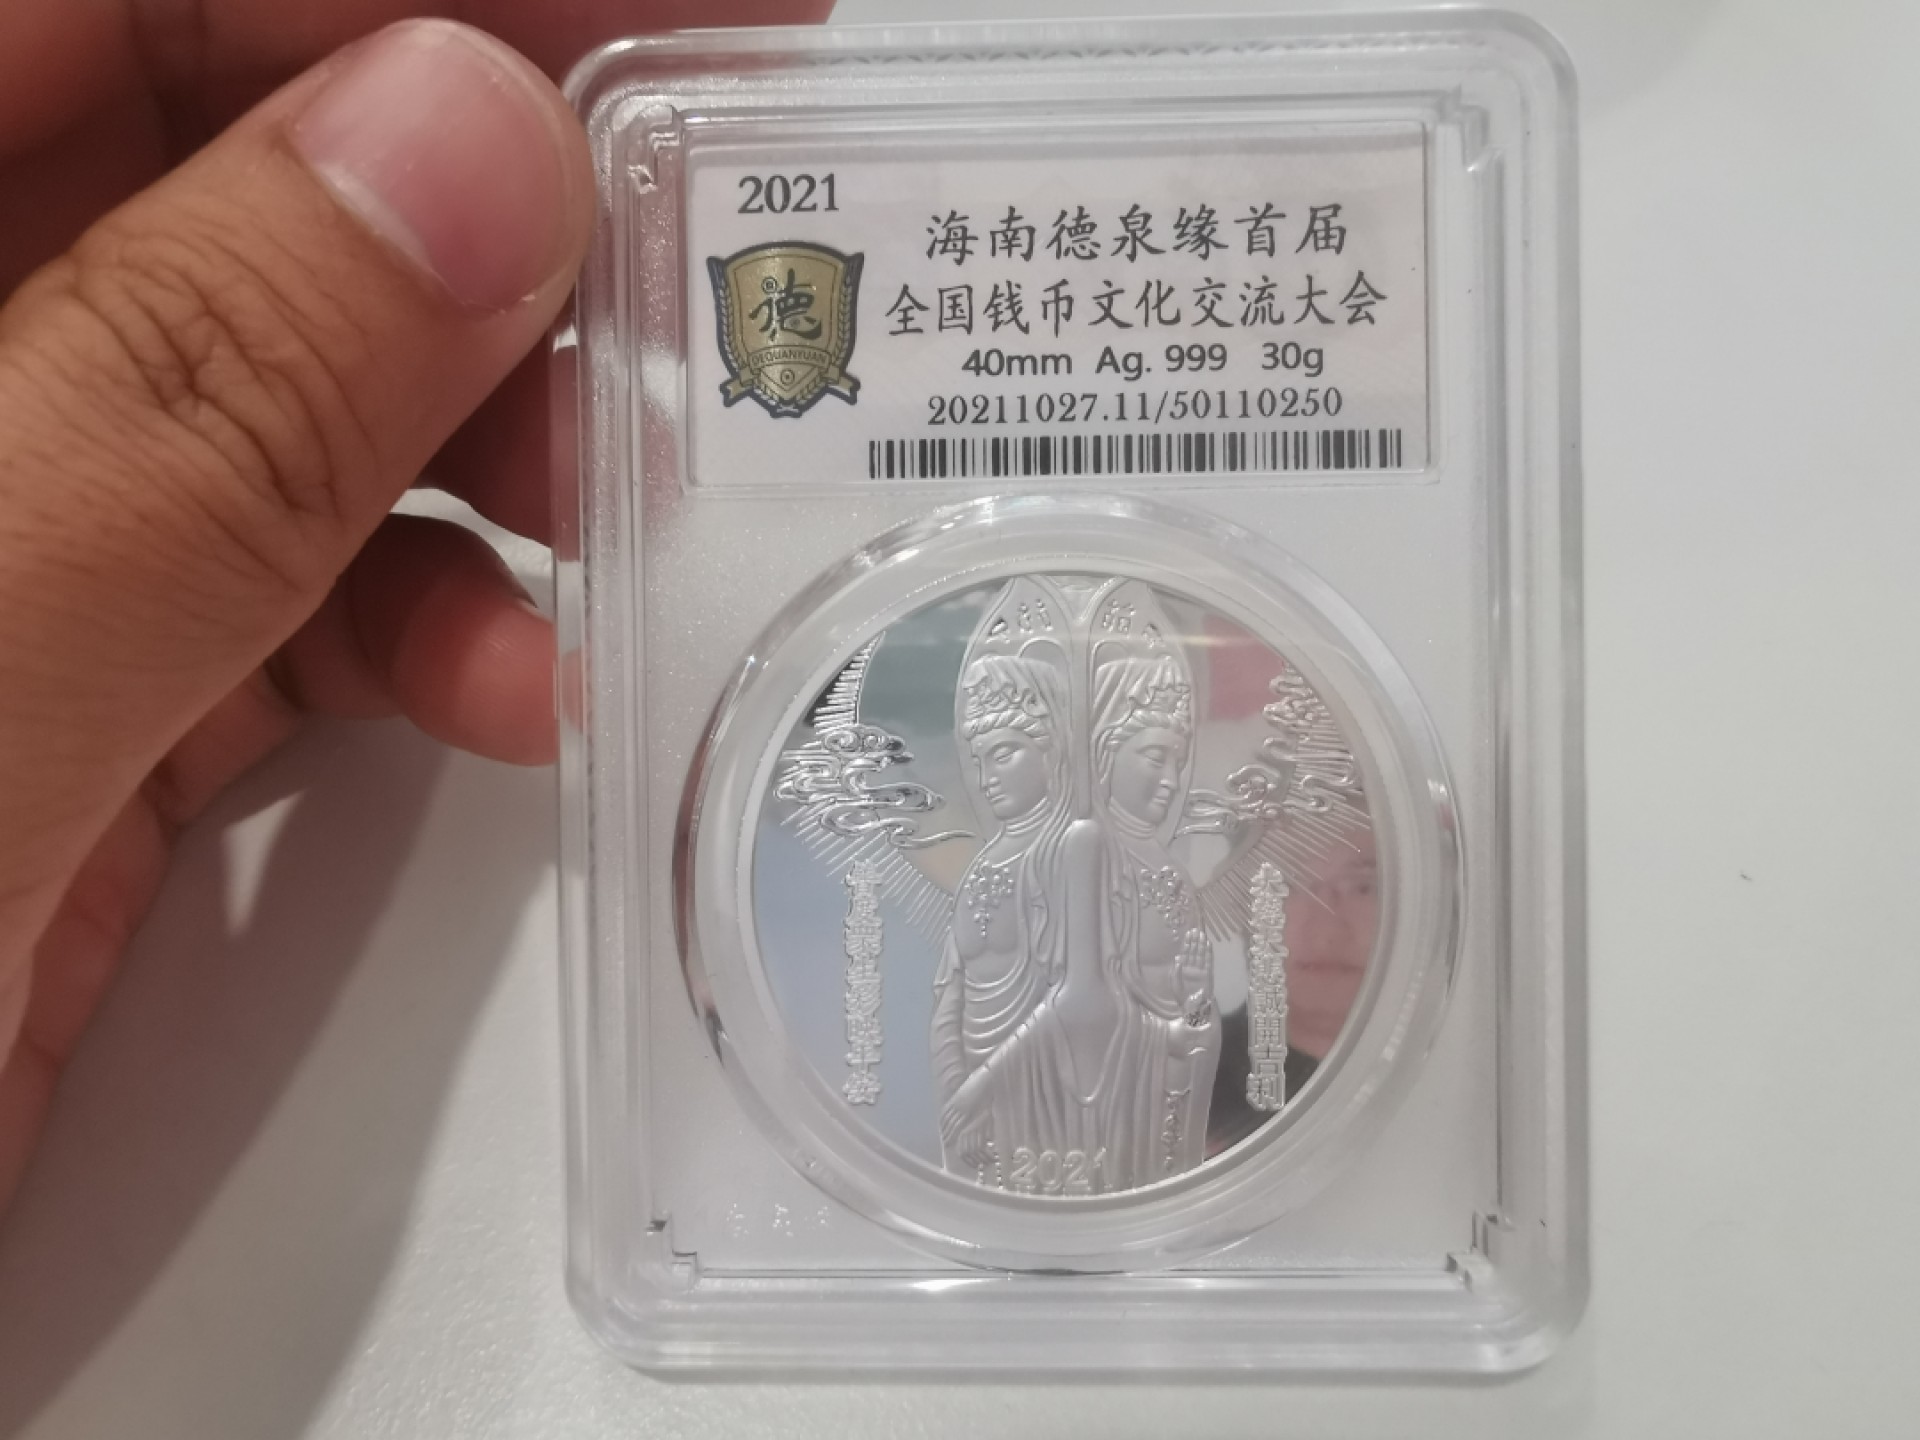 2021
海南德泉缘首届
全国钱币文化交流大会
40mm Ag. 999 30g
20211027.11/50110250
德
DEQUANYUAN
2021